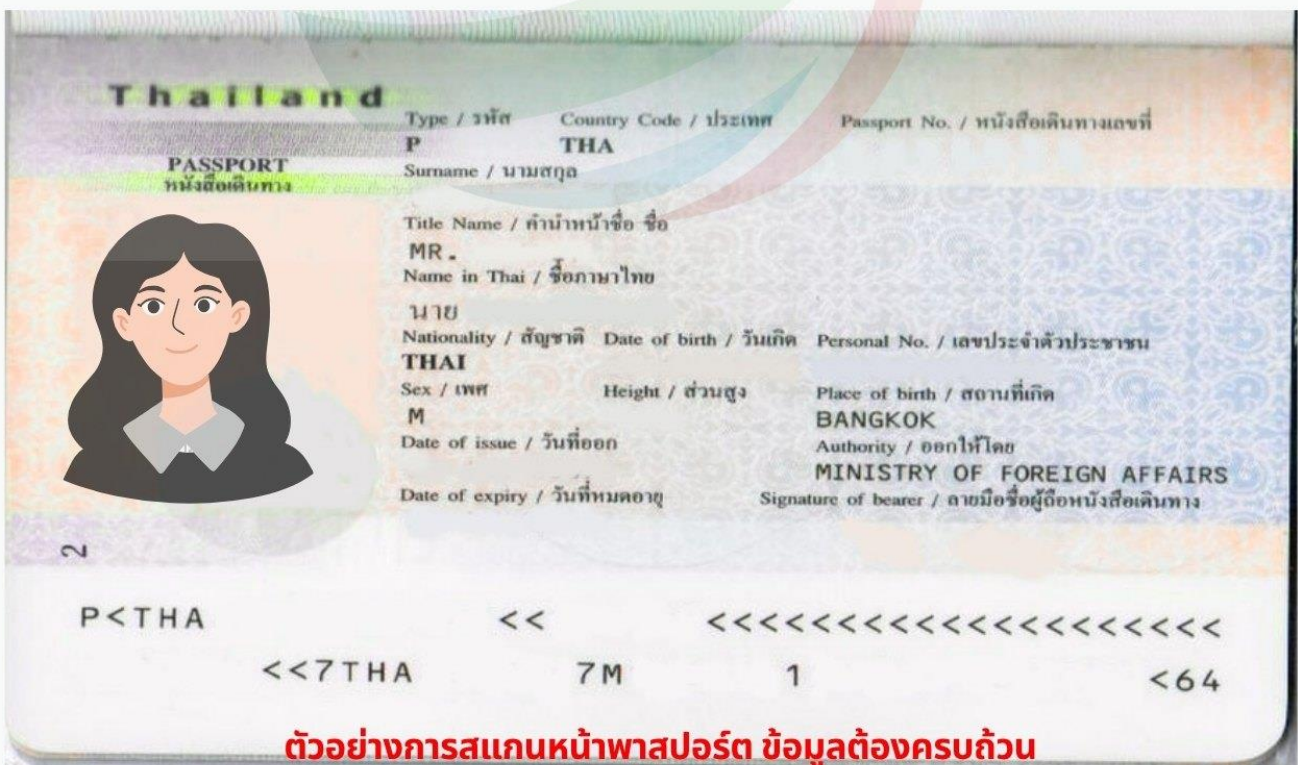 Thailand
PASSPORT
หนังสือเดินทาง
Type / รหัส Country Code / ประเทศ Passport No. / หนังสือเดินทางเลขที่
P THA
Surname / นามสกุล
Title Name / คำนำหน้าชื่อ ชื่อ
MR.
Name in Thai / ชื่อภาษาไทย
นาย
Nationality / สัญชาติ Date of birth / วันเกิด Personal No. / เลขประจำตัวประชาชน
THAI
Sex / เพศ Height / ส่วนสูง Place of birth / สถานที่เกิด
M BANGKOK
Date of issue / วันที่ออก Authority / ออกให้โดย
MINISTRY OF FOREIGN AFFAIRS
Date of expiry / วันที่หมดอายุ Signature of bearer / ลายมือชื่อผู้ถือหนังสือเดินทาง
2
P<THA << <<<<<<<<<<<<<<<<<<<<
<<7THA 7M 1 <64
ตัวอย่างการสแกนหน้าพาสปอร์ต ข้อมูลต้องครบถ้วน